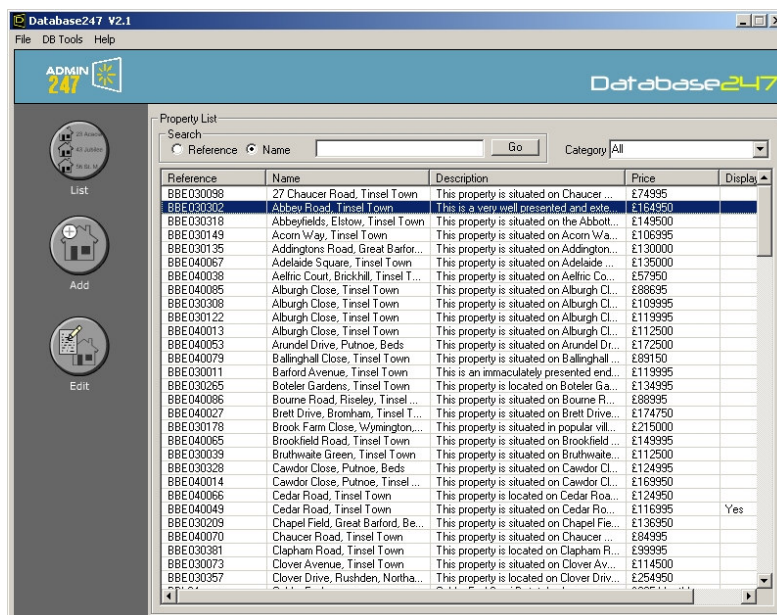 Database247 V2.1
File DB Tools Help
ADMIN
247
Database247
Property List
Search
Reference Name Go Category All
List
Add
Edit
Reference Name Description Price Display
BBE030098 27 Chaucer Road, Tinsel Town This property is situated on Chaucer ... £74995
BBE030302 Abbey Road, Tinsel Town This is a very well presented and exte... £164950
BBE030318 Abbeyfields, Elstow, Tinsel Town This property is situated on the Abbott... £149500
BBE030149 Acorn Way, Tinsel Town This property is situated on Acorn Wa... £106995
BBE030135 Addingtons Road, Great Barfor... This property is situated on Addington... £130000
BBE040067 Adelaide Square, Tinsel Town This property is situated on Adelaide ... £135000
BBE040038 Aelfric Court, Brickhill, Tinsel T... This property is situated on Aelfric Co... £57950
BBE040085 Alburgh Close, Tinsel Town This property is situated on Alburgh Cl... £88695
BBE030308 Alburgh Close, Tinsel Town This property is situated on Alburgh Cl... £109995
BBE030122 Alburgh Close, Tinsel Town This property is situated on Alburgh Cl... £119995
BBE040013 Alburgh Close, Tinsel Town This property is situated on Alburgh Cl... £112500
BBE040053 Arundel Drive, Putnoe, Beds This property is situated on Arundel Dr... £172500
BBE040079 Ballinghall Close, Tinsel Town This property is situated on Ballinghall ... £89150
BBE030011 Barford Avenue, Tinsel Town This is an immaculately presented end... £119995
BBE030265 Boteler Gardens, Tinsel Town This property is located on Boteler Ga... £134995
BBE040086 Bourne Road, Riseley, Tinsel ... This property is situated on Bourne R... £88995
BBE040027 Brett Drive, Bromham, Tinsel T... This property is situated on Brett Drive... £174750
BBE030178 Brook Farm Close, Wymington,... This property is situated in popular vill... £215000
BBE040065 Brookfield Road, Tinsel Town This property is situated on Brookfield ... £149995
BBE030039 Bruthwaite Green, Tinsel Town This property is situated on Bruthwaite... £112500
BBE030328 Cawdor Close, Putnoe, Beds This property is situated on Cawdor Cl... £124995
BBE040014 Cawdor Close, Putnoe, Tinsel ... This property is situated on Cawdor Cl... £169950
BBE040066 Cedar Road, Tinsel Town This property is located on Cedar Roa... £124950
BBE040049 Cedar Road, Tinsel Town This property is situated on Cedar Ro... £116995 Yes
BBE030209 Chapel Field, Great Barford, Be... This property is situated on Chapel Fie... £136950
BBE040070 Chaucer Road, Tinsel Town This property is situated on Chaucer ... £84995
BBE030381 Clapham Road, Tinsel Town This property is located on Clapham R... £99995
BBE030073 Clover Avenue, Tinsel Town This property is situated on Clover Av... £114500
BBE030357 Clover Drive, Rushden, Northa... This property is located on Clover Driv... £254950